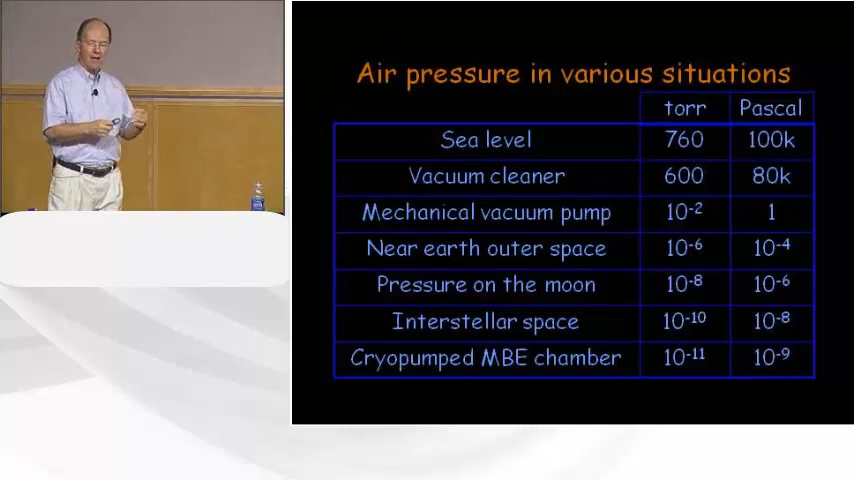 Air pressure in various situations
torr Pascal
Sea level 760 100k
Vacuum cleaner 600 80k
Mechanical vacuum pump 10⁻² 1
Near earth outer space 10⁻⁶ 10⁻⁴
Pressure on the moon 10⁻⁸ 10⁻⁶
Interstellar space 10⁻¹⁰ 10⁻⁸
Cryopumped MBE chamber 10⁻¹¹ 10⁻⁹